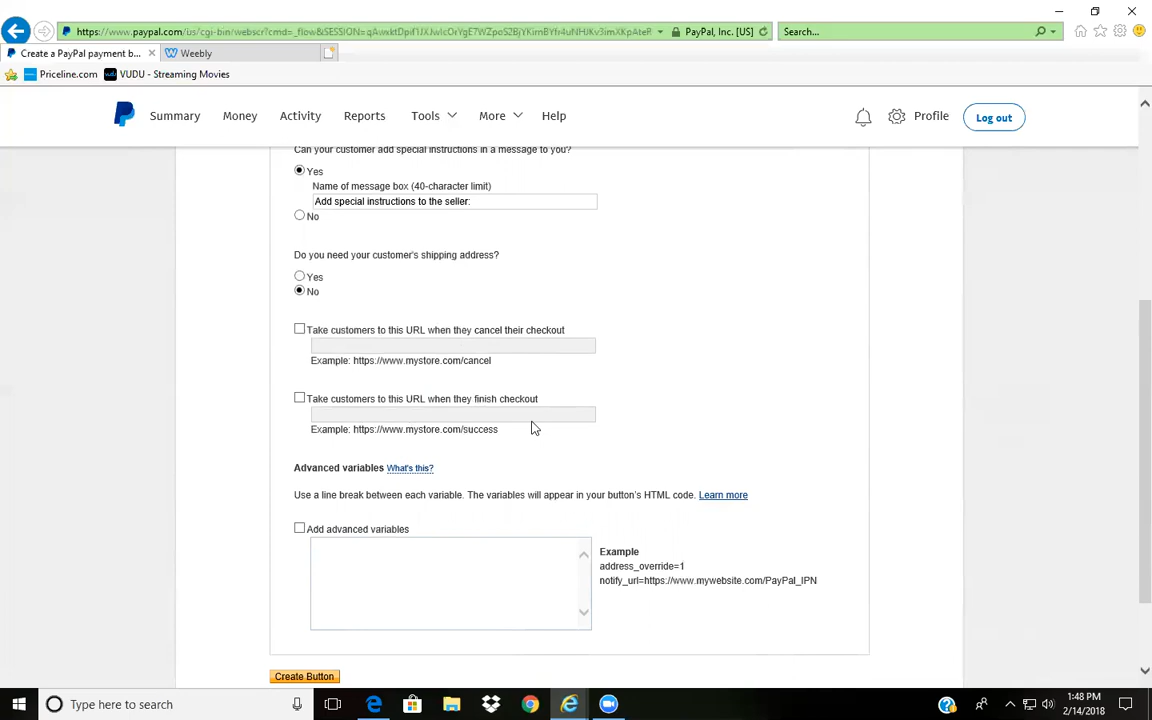 https://www.paypal.com/us/cgi-bin/webscr?cmd=_flow&SESSION=
PayPal, Inc. [US]
Search...
Create a PayPal payment b...
Weebly
Priceline.com
VUDU - Streaming Movies
Summary
Money
Activity
Reports
Tools
More
Help
Profile
Log out
Can your customer add special instructions in a message to you?
Yes
Name of message box (40-character limit)
Add special instructions to the seller:
No
Do you need your customer's shipping address?
Yes
No
Take customers to this URL when they cancel their checkout
Example: https://www.mystore.com/cancel
Take customers to this URL when they finish checkout
Example: https://www.mystore.com/success
Advanced variables What's this?
Use a line break between each variable. The variables will appear in your button's HTML code. Learn more
Add advanced variables
Example
address_override=1
notify_url=https://www.mywebsite.com/PayPal_IPN
Create Button
Type here to search
1:48 PM
2/14/2018